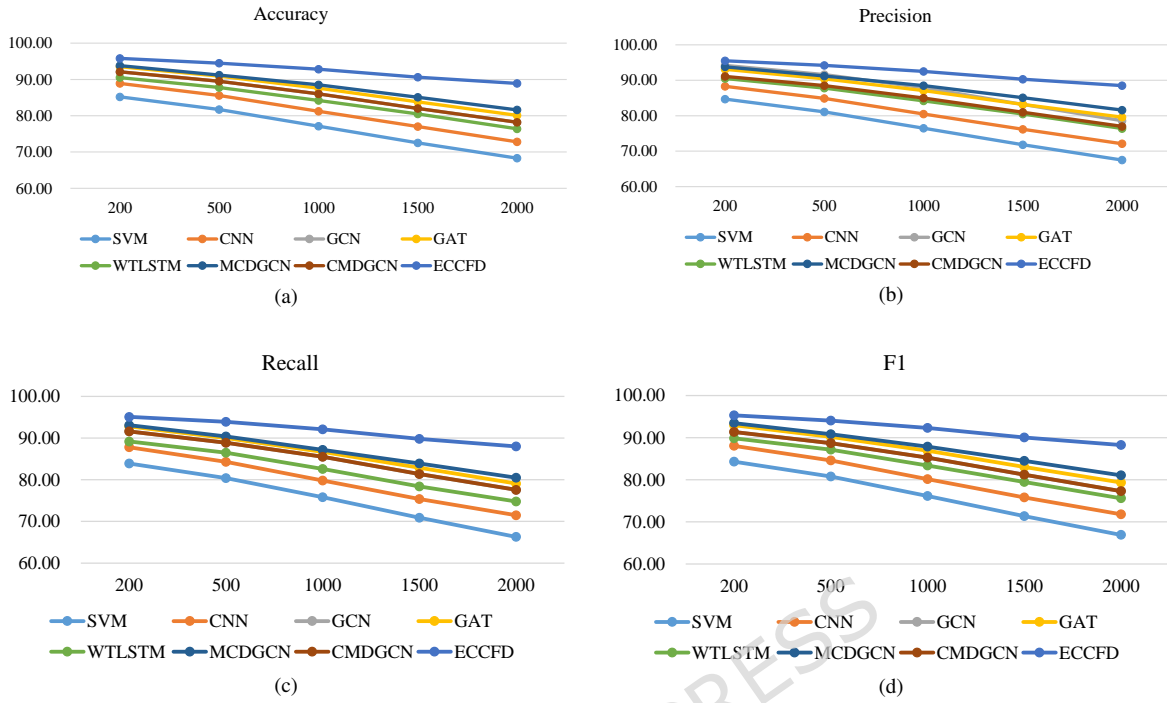 Accuracy
100.00
90.00
80.00
70.00
60.00
200 500 1000 1500 2000
SVM CNN GCN GAT
WTLSTM MCDGCN CMDGCN ECCFD
(a)
Precision
100.00
90.00
80.00
70.00
60.00
200 500 1000 1500 2000
SVM CNN GCN GAT
WTLSTM MCDGCN CMDGCN ECCFD
(b)
Recall
100.00
90.00
80.00
70.00
60.00
200 500 1000 1500 2000
SVM CNN GCN GAT
WTLSTM MCDGCN CMDGCN ECCFD
(c)
F1
100.00
90.00
80.00
70.00
60.00
200 500 1000 1500 2000
SVM CNN GCN GAT
WTLSTM MCDGCN CMDGCN ECCFD
(d)
PRESS